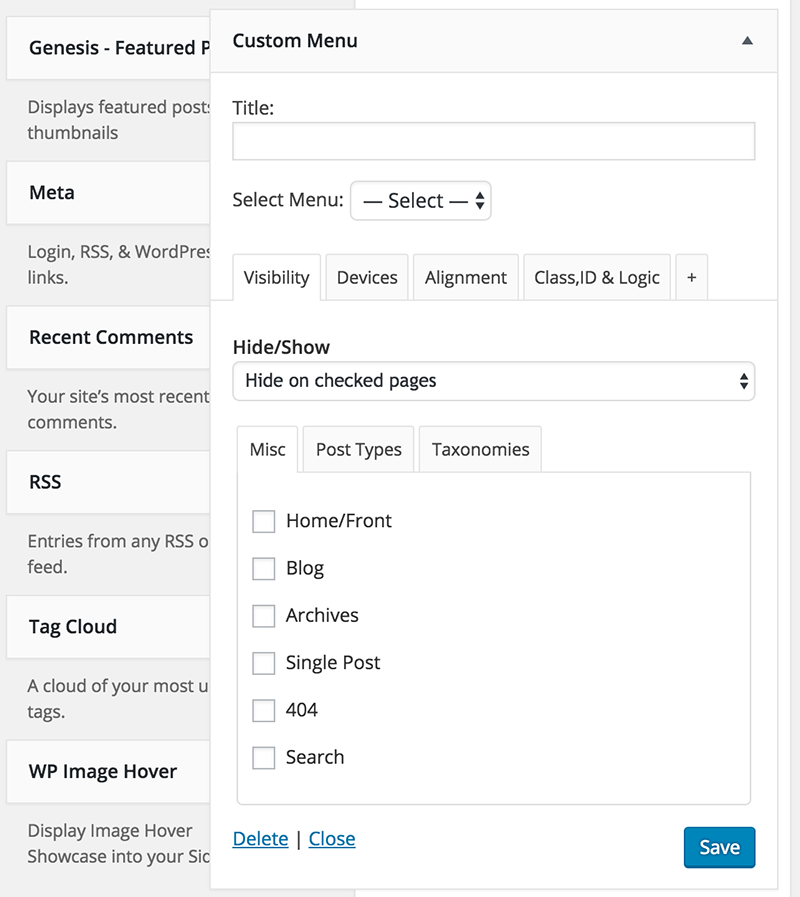 Genesis - Featured P
Displays featured posts
thumbnails
Meta
Login, RSS, & WordPres
links.
Recent Comments
Your site’s most recent
comments.
RSS
Entries from any RSS o
feed.
Tag Cloud
A cloud of your most u
tags.
WP Image Hover
Display Image Hover
Showcase into your Sid
Custom Menu
Title:
Select Menu: — Select —
Visibility Devices Alignment Class,ID & Logic +
Hide/Show
Hide on checked pages
Misc Post Types Taxonomies
Home/Front
Blog
Archives
Single Post
404
Search
Delete | Close
Save